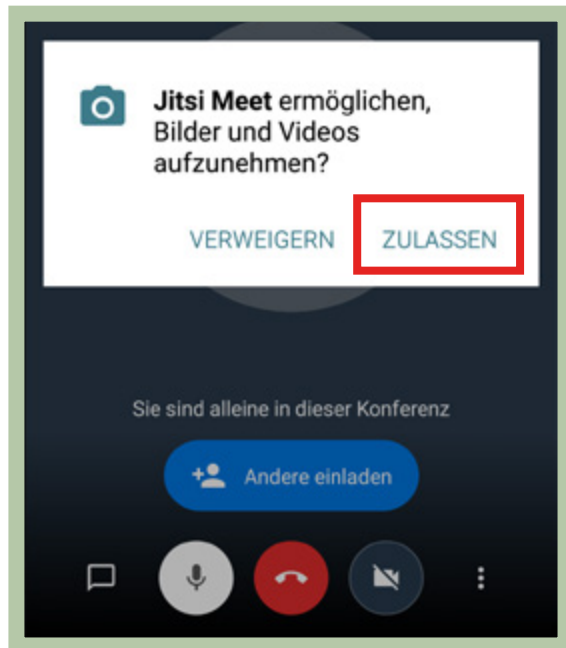 Jitsi Meet ermöglichen,
Bilder und Videos
aufzunehmen?
VERWEIGERN ZULASSEN
Sie sind alleine in dieser Konferenz
Andere einladen